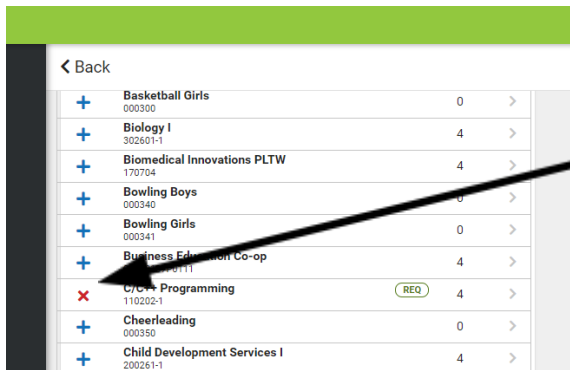 Back
Basketball Girls 0
000300
Biology I 4
302601-1
Biomedical Innovations PLTW 4
170704
Bowling Boys 0
000340
Bowling Girls 0
000341
Business Education Co-op 4
0111
C/C++ Programming REQ 4
110202-1
Cheerleading 0
000350
Child Development Services I 4
200261-1